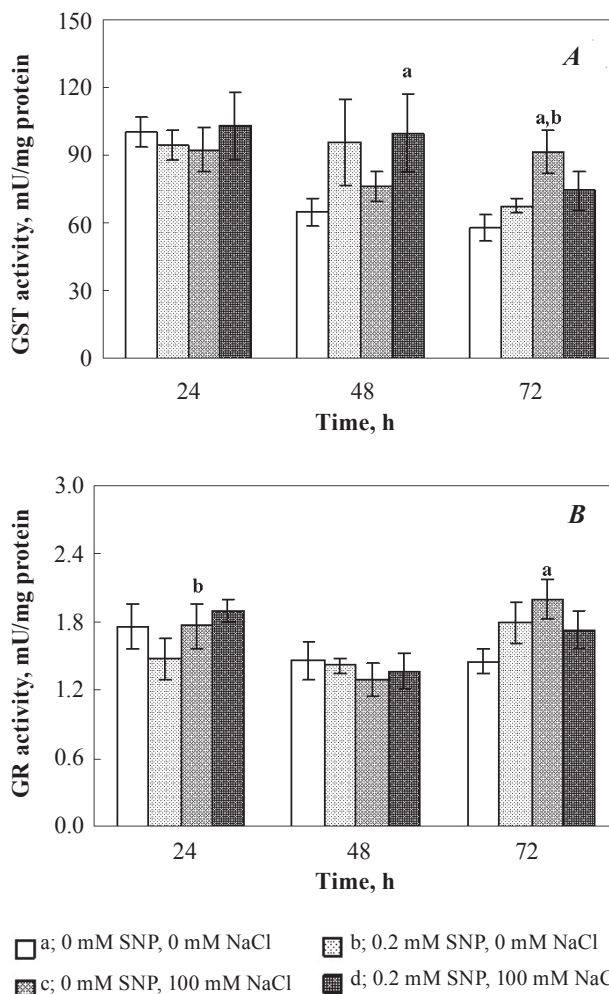 150
A
120
a
a,b
90
60
30
0
GST activity, mU/mg protein
24 48 72
Time, h
3.0
B
2.4
b
a
1.8
1.2
0.6
0.0
GR activity, mU/mg protein
24 48 72
Time, h
a; 0 mM SNP, 0 mM NaCl b; 0.2 mM SNP, 0 mM NaCl
c; 0 mM SNP, 100 mM NaCl d; 0.2 mM SNP, 100 mM NaC